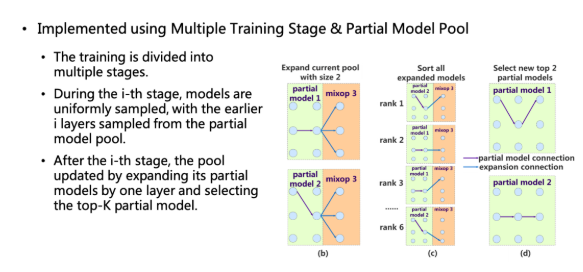 • Implemented using Multiple Training Stage & Partial Model Pool
• The training is divided into
multiple stages.
• During the i-th stage, models are
uniformly sampled, with the earlier
i layers sampled from the partial
model pool.
• After the i-th stage, the pool
updated by expanding its partial
models by one layer and selecting
the top-K partial model.
Expand current pool
with size 2
partial
model 1
mixop 3
partial
model 2
mixop 3
(b)
Sort all
expanded models
rank 1
partial
model 1
mixop 3
rank 2
partial
model 2
mixop 3
rank 3
partial
model 1
mixop 3
......
rank 6
partial
model 2
mixop 3
(c)
Select new top 2
partial models
partial model 1
partial model connection
expansion connection
partial model 2
(d)